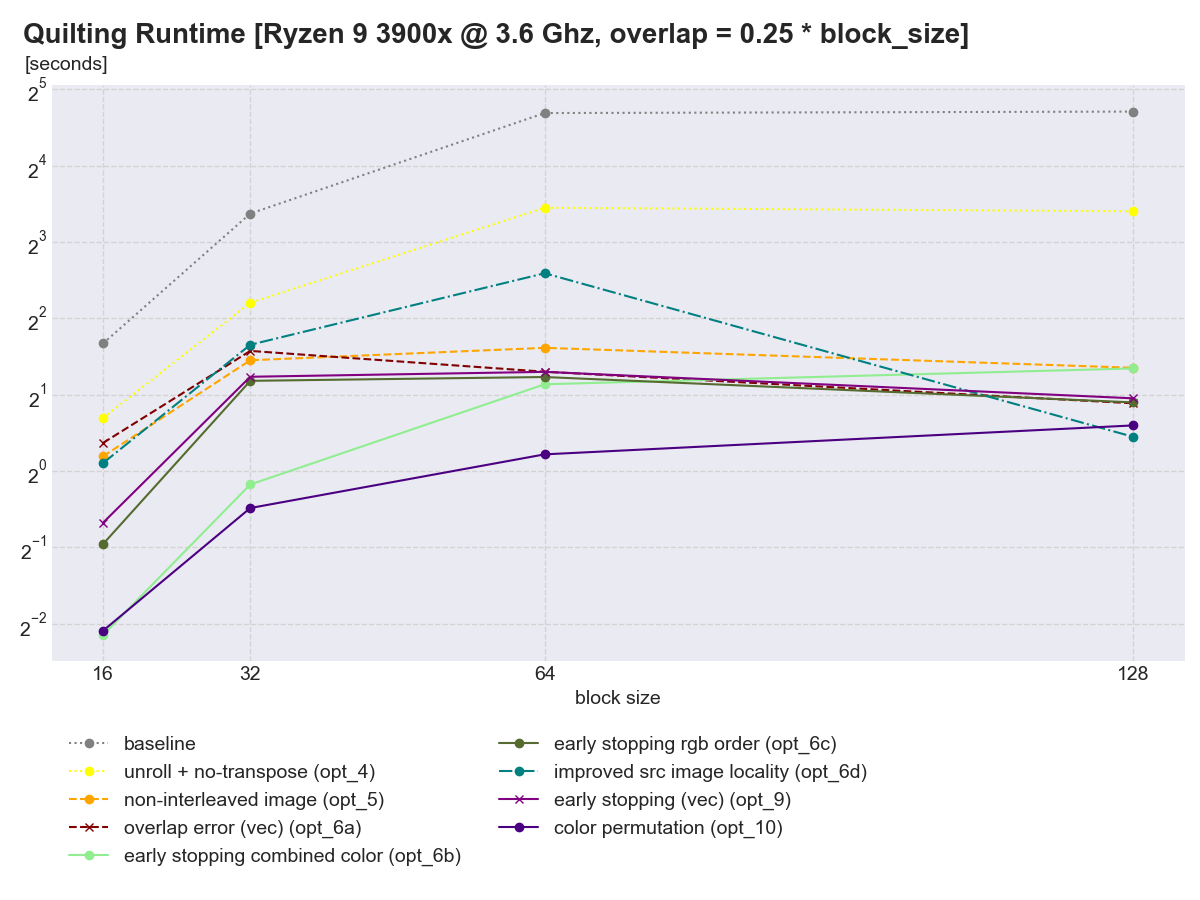 Quilting Runtime [Ryzen 9 3900x @ 3.6 Ghz, overlap = 0.25 * block_size]
[seconds]
2^5
2^4
2^3
2^2
2^1
2^0
2^−1
2^−2
16 32 64 128
block size
baseline
unroll + no-transpose (opt_4)
non-interleaved image (opt_5)
overlap error (vec) (opt_6a)
early stopping combined color (opt_6b)
early stopping rgb order (opt_6c)
improved src image locality (opt_6d)
early stopping (vec) (opt_9)
color permutation (opt_10)